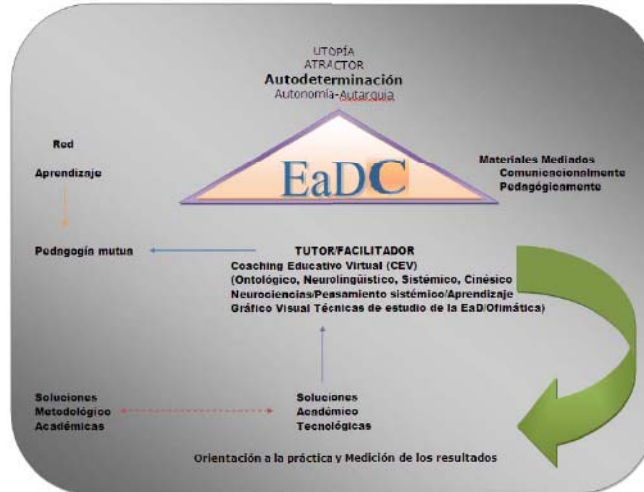 UTOPÍA
ATRACTOR
Autodeterminación
Autonomía-Autarquia
Red
Aprendizaje
EaDC
Materiales Mediados
Comunicacionalmente
Pedagógicamente
Pedagogía mutua
TUTOR/FACILITADOR
Coaching Educativo Virtual (CEV)
(Ontológico, Neurolingüístico, Sistémico, Cinésico
Neurociencias/Pensamiento sistémico/Aprendizaje
Gráfico Visual Técnicas de estudio de la EaD/Ofimática)
Soluciones
Metodológico
Académicas
Soluciones
Académico
Tecnológicas
Orientación a la práctica y Medición de los resultados